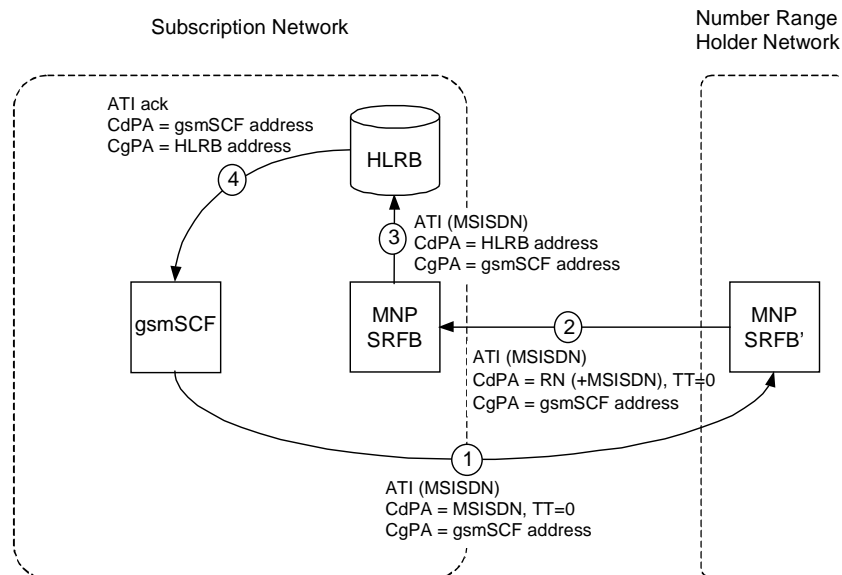 Subscription Network
Number Range
Holder Network
ATI ack
CdPA = gsmSCF address
CgPA = HLRB address
4
HLRB
3
ATI (MSISDN)
CdPA = HLRB address
CgPA = gsmSCF address
gsmSCF
MNP
SRFB
2
MNP
SRFB'
ATI (MSISDN)
CdPA = RN (+MSISDN), TT=0
CgPA = gsmSCF address
1
ATI (MSISDN)
CdPA = MSISDN, TT=0
CgPA = gsmSCF address